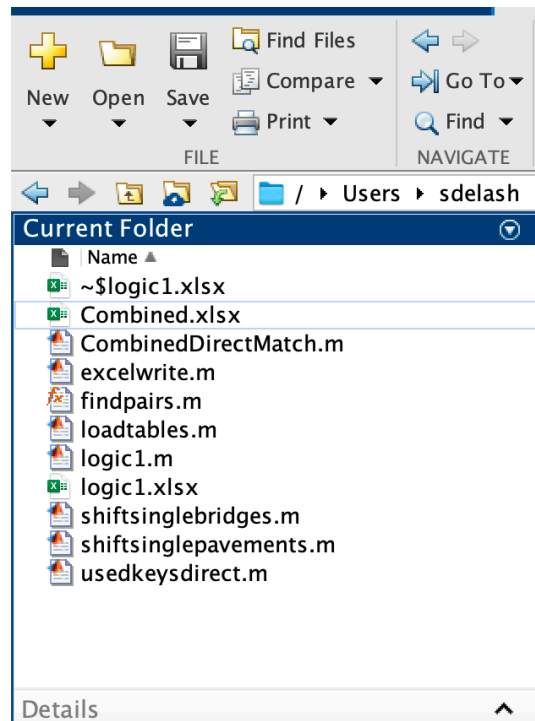 Find Files
Compare
Print
New Open Save
FILE
Go To
Find
NAVIGATE
/ Users sdelash
Current Folder
Name
~$logic1.xlsx
Combined.xlsx
CombinedDirectMatch.m
excelwrite.m
findpairs.m
loadtables.m
logic1.m
logic1.xlsx
shiftsinglebridges.m
shiftsinglepavements.m
usedkeysdirect.m
Details